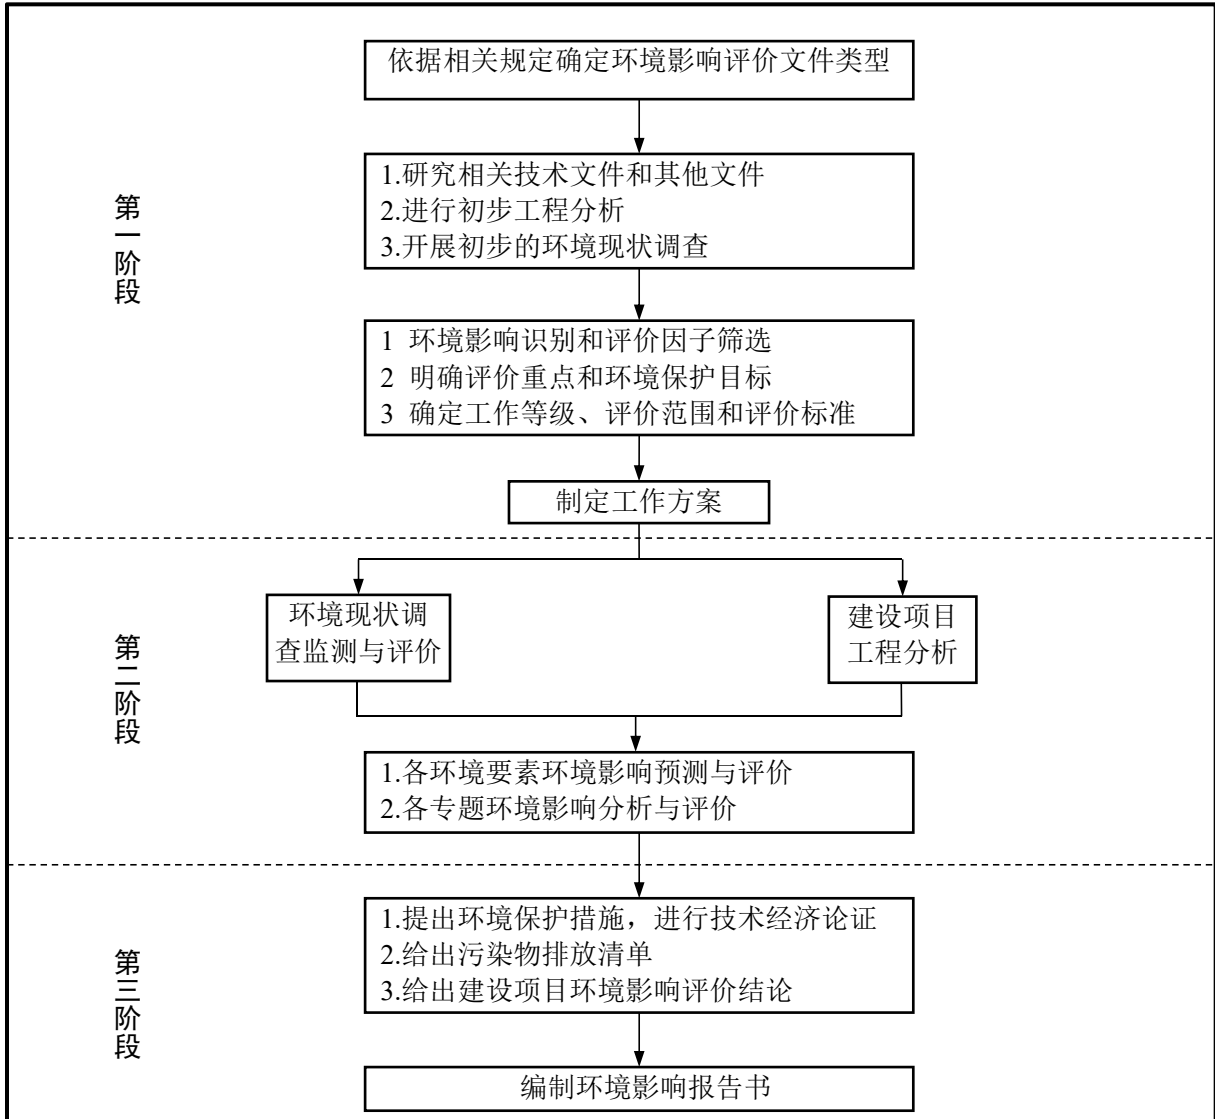 依据相关规定确定环境影响评价文件类型
第一阶段
1.研究相关技术文件和其他文件
2.进行初步工程分析
3.开展初步的环境现状调查
1 环境影响识别和评价因子筛选
2 明确评价重点和环境保护目标
3 确定工作等级、评价范围和评价标准
制定工作方案
第二阶段
环境现状调
查监测与评价
建设项目
工程分析
1.各环境要素环境影响预测与评价
2.各专题环境影响分析与评价
第三阶段
1.提出环境保护措施，进行技术经济论证
2.给出污染物排放清单
3.给出建设项目环境影响评价结论
编制环境影响报告书